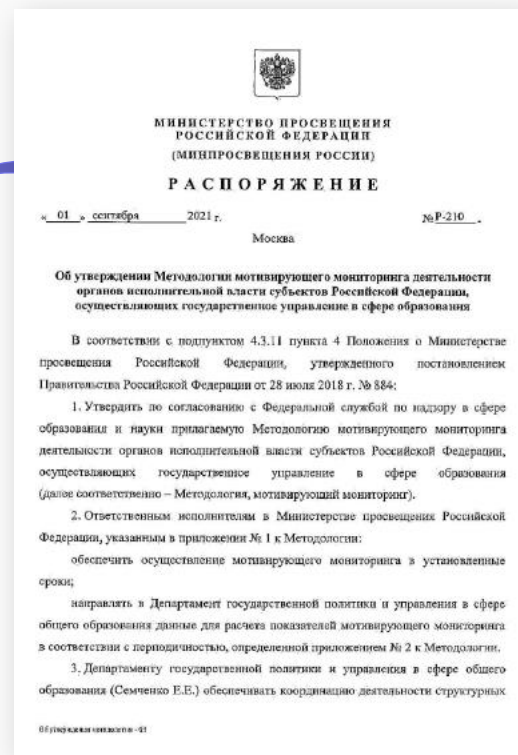 МИНИСТЕРСТВО ПРОСВЕЩЕНИЯ
РОССИЙСКОЙ ФЕДЕРАЦИИ
(МИНПРОСВЕЩЕНИЯ РОССИИ)
РАСПОРЯЖЕНИЕ
« 01 » сентября 2021 г. № Р-210 .
Москва
Об утверждении Методологии мотивирующего мониторинга деятельности
органов исполнительной власти субъектов Российской Федерации,
осуществляющих государственное управление в сфере образования
В соответствии с подпунктом 4.3.11 пункта 4 Положения о Министерстве
просвещения Российской Федерации, утвержденного постановлением
Правительства Российской Федерации от 28 июля 2018 г. № 884:
1. Утвердить по согласованию с Федеральной службой по надзору в сфере
образования и науки прилагаемую Методологию мотивирующего мониторинга
деятельности органов исполнительной власти субъектов Российской Федерации,
осуществляющих государственное управление в сфере образования
(далее соответственно – Методология, мотивирующий мониторинг).
2. Ответственным исполнителям в Министерстве просвещения Российской
Федерации, указанным в приложении № 1 к Методологии:
обеспечить осуществление мотивирующего мониторинга в установленные
сроки;
направлять в Департамент государственной политики и управления в сфере
общего образования данные для расчета показателей мотивирующего мониторинга
в соответствии с периодичностью, определенной приложением № 2 к Методологии.
3. Департаменту государственной политики и управления в сфере общего
образования (Семченко Е.Е.) обеспечивать координацию деятельности структурных